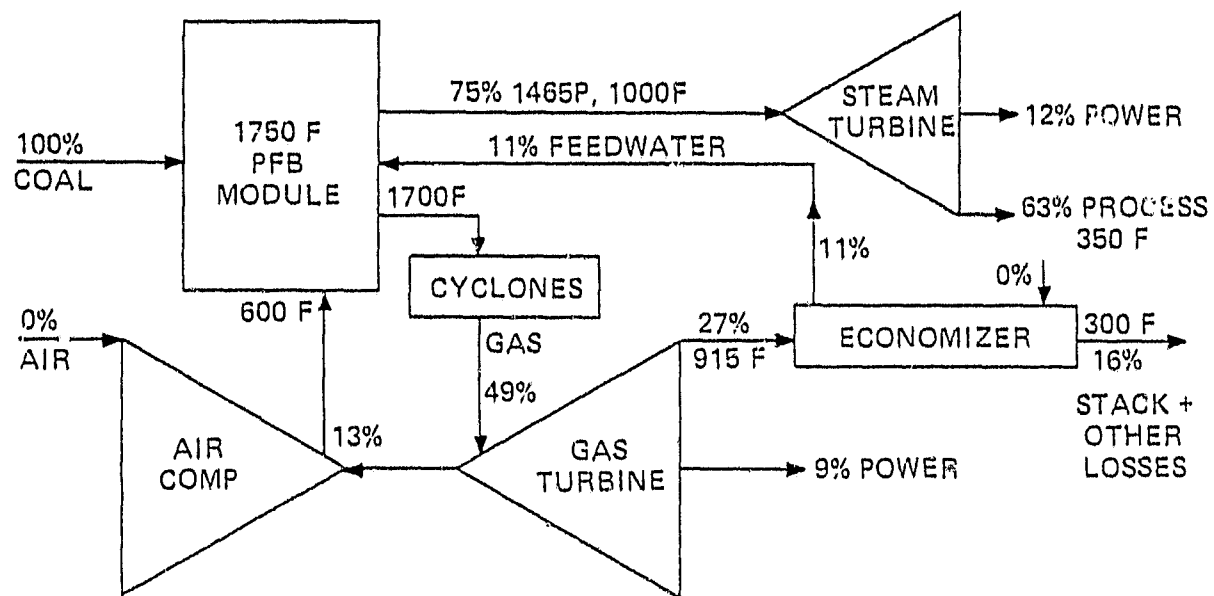 100%
COAL
1750 F
PFB
MODULE
75% 1465P, 1000F
11% FEEDWATER
1700F
CYCLONES
STEAM
TURBINE
12% POWER
63% PROCESS
350 F
11%
0%
ECONOMIZER
300 F
16%
STACK +
OTHER
LOSSES
600 F
0%
AIR
AIR
COMP
13%
GAS
49%
GAS
TURBINE
27%
915 F
9% POWER